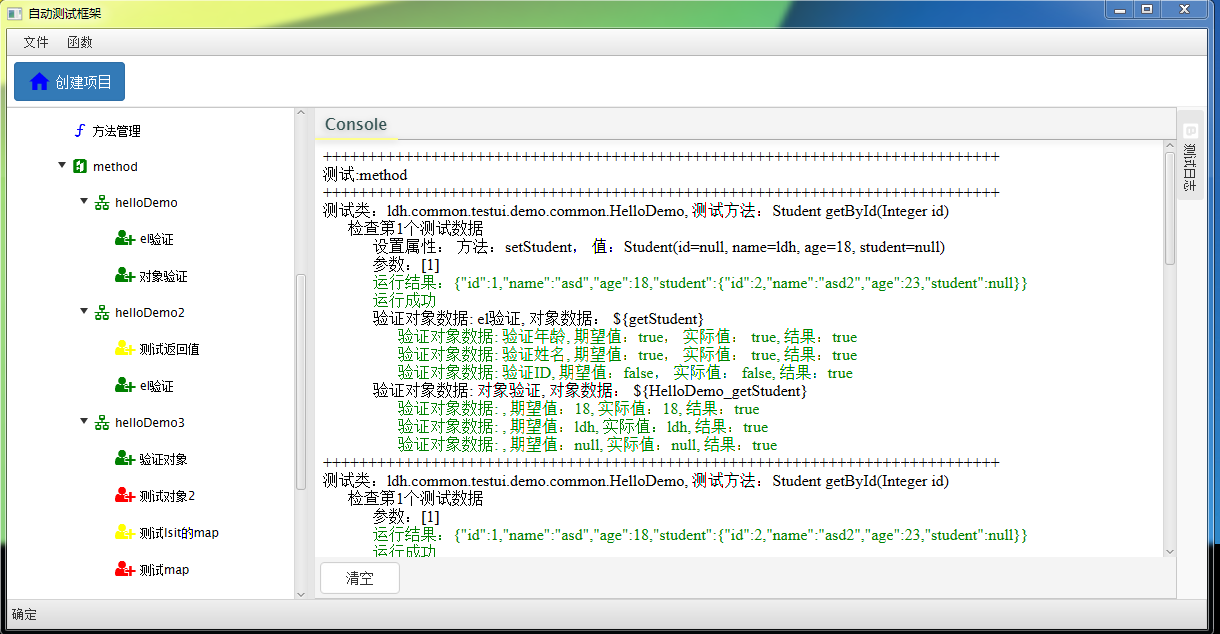 自动测试框架
文件 函数
创建项目
方法管理
method
helloDemo
el验证
对象验证
helloDemo2
测试返回值
el验证
helloDemo3
验证对象
测试对象2
测试lsit的map
测试map
Console
+++++++++++++++++++++++++++++++++++++++++++++++++++++++++++++++++++++++++++
测试:method
+++++++++++++++++++++++++++++++++++++++++++++++++++++++++++++++++++++++++++
测试类：ldh.common.testui.demo.common.HelloDemo, 测试方法：Student getById(Integer id)
检查第1个测试数据
设置属性： 方法：setStudent， 值：Student(id=null, name=ldh, age=18, student=null)
参数：[1]
运行结果：{"id":1,"name":"asd","age":18,"student":{"id":2,"name":"asd2","age":23,"student":null}}
运行成功
验证对象数据: el验证, 对象数据： ${getStudent}
验证对象数据: 验证年龄, 期望值：true， 实际值： true, 结果：true
验证对象数据: 验证姓名, 期望值：true， 实际值： true, 结果：true
验证对象数据: 验证ID, 期望值：false， 实际值： false, 结果：true
验证对象数据: 对象验证, 对象数据： ${HelloDemo_getStudent}
验证对象数据: , 期望值：18, 实际值：18, 结果：true
验证对象数据: , 期望值：ldh, 实际值：ldh, 结果：true
验证对象数据: , 期望值：null, 实际值：null, 结果：true
+++++++++++++++++++++++++++++++++++++++++++++++++++++++++++++++++++++++++++
测试类：ldh.common.testui.demo.common.HelloDemo, 测试方法：Student getById(Integer id)
检查第1个测试数据
参数：[1]
运行结果：{"id":1,"name":"asd","age":18,"student":{"id":2,"name":"asd2","age":23,"student":null}}
运行成功
清空
测试日志
确定